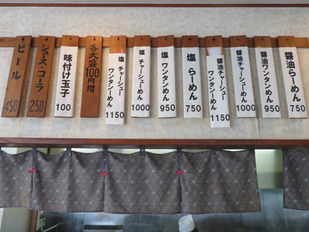 醤油らーめん 750
醤油ワンタンめん 950
醤油チャーシューめん 1000
醤油チャーシューワンタンめん 1150
塩らーめん 750
塩ワンタンめん 950
塩チャーシューめん 1000
塩チャーシューワンタンめん 1150
各大盛100円増
味付け玉子 100
ジュース・コーラ 250
ビール 450